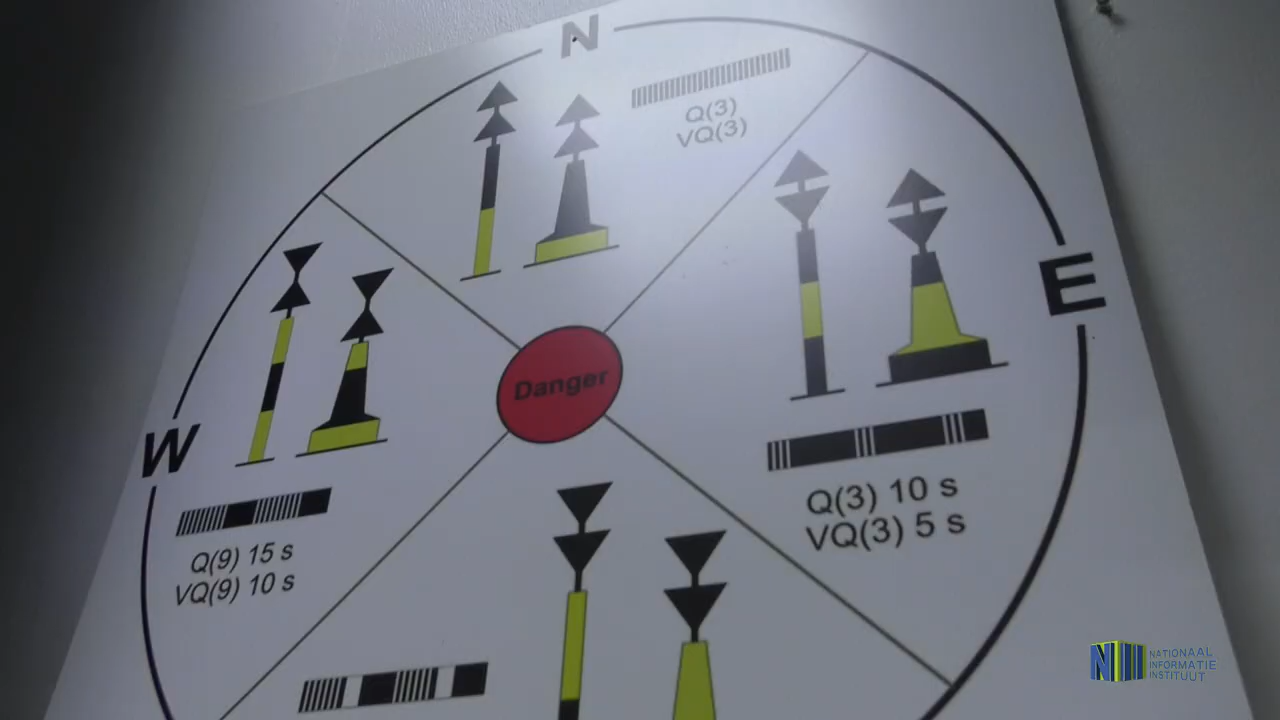 N
Q(3)
VQ(3)
E
Danger
W
Q(3) 10 s
VQ(3) 5 s
Q(9) 15 s
VQ(9) 10 s
NATIONAAL
INFORMATIE
INSTITUUT